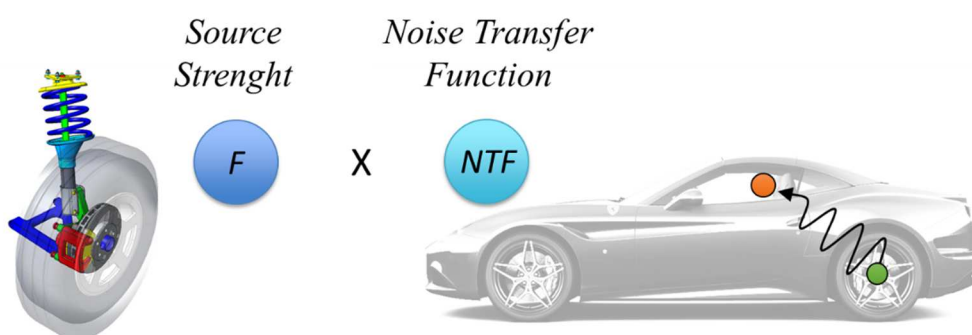 Source
Strenght
Noise Transfer
Function
F
X
NTF